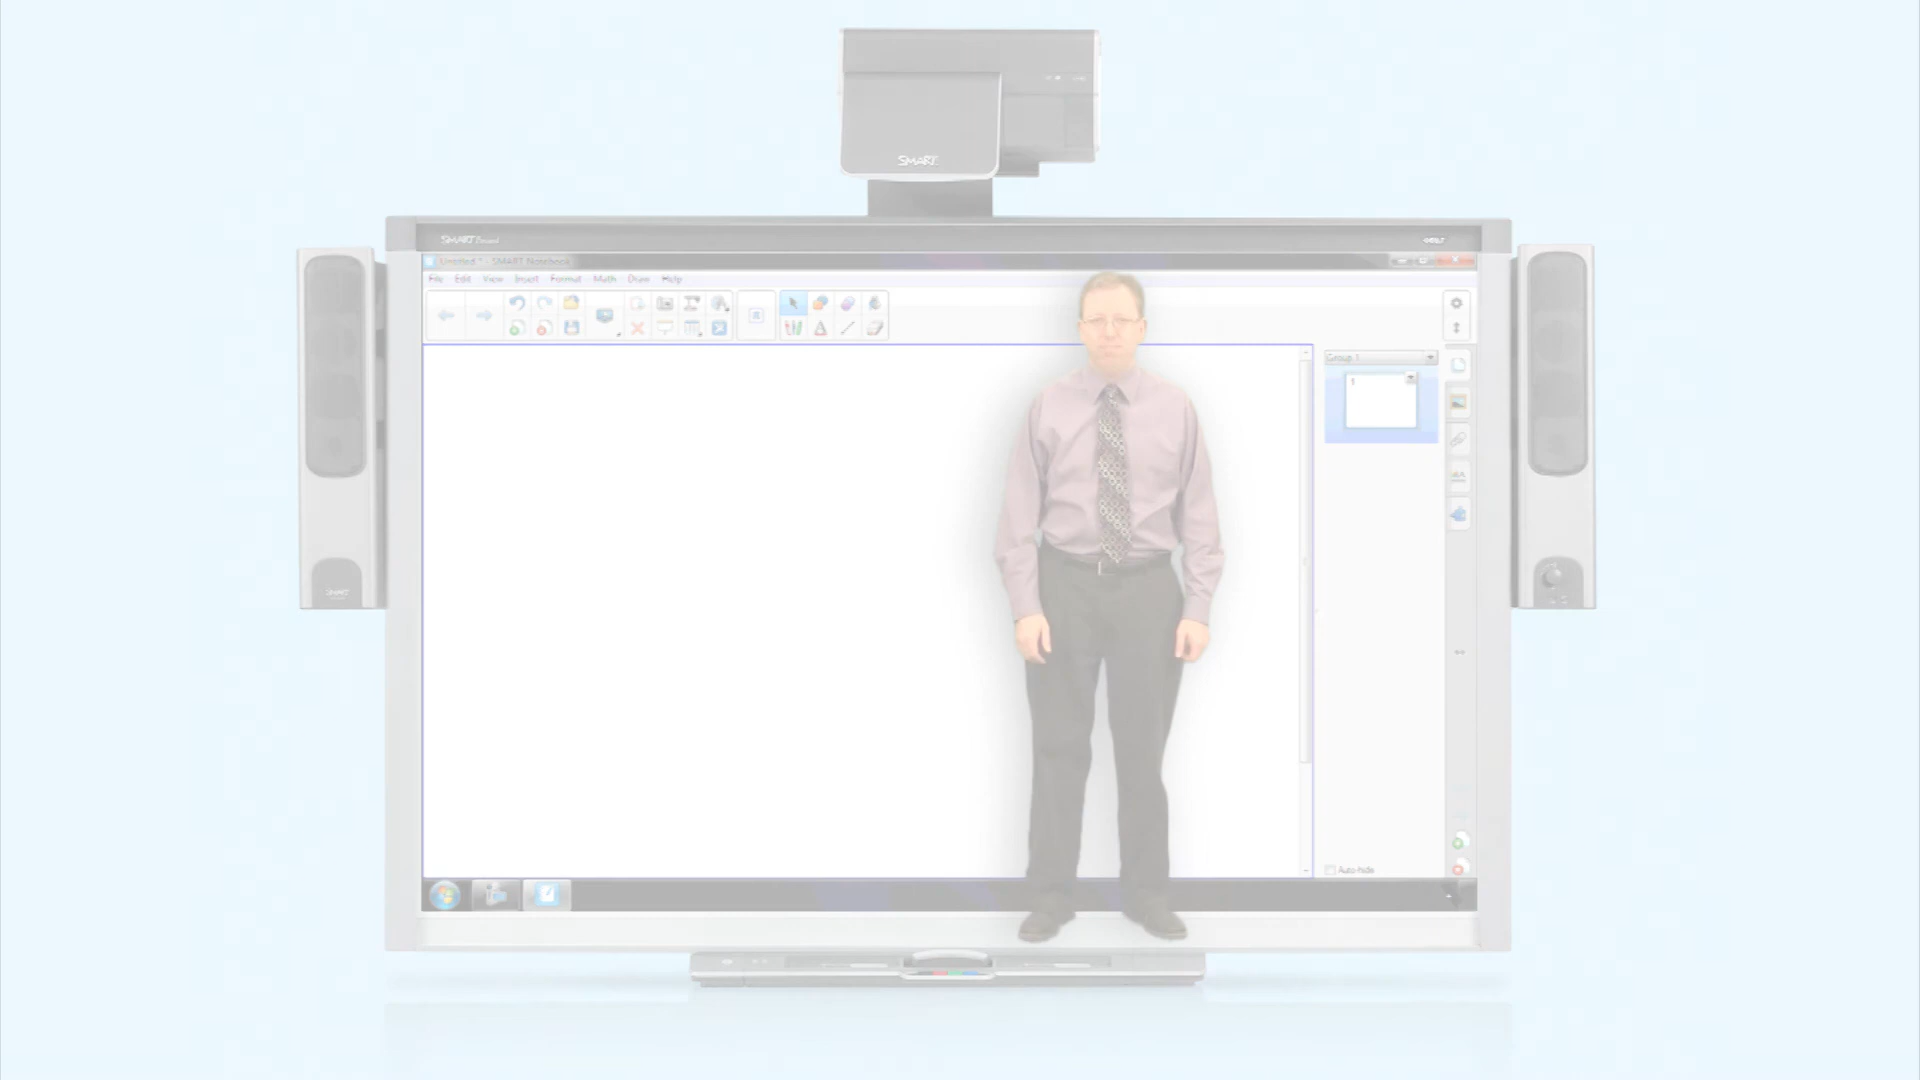 SMART
SMART Board
Untitled * - SMART Notebook
File Edit View Insert Format Math Draw Help
Group 1
1
SMART
Auto-hide